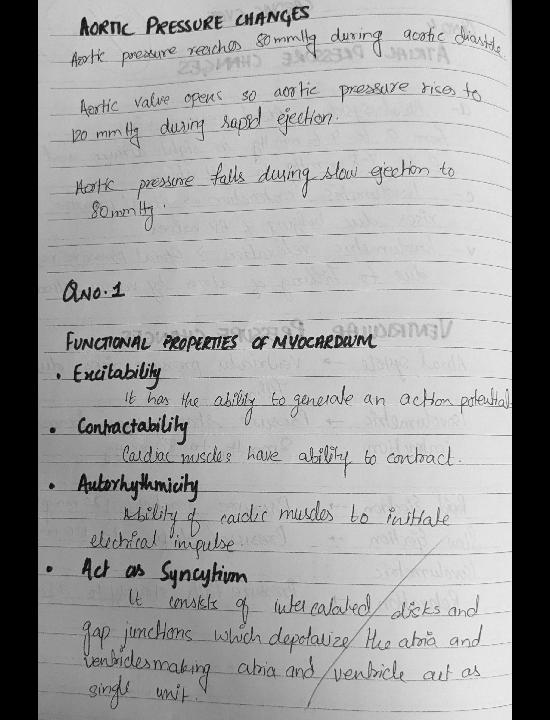 AORTIC PRESSURE CHANGES
Aortic pressure reaches 80mmHg during aortic diastole.
Aortic valve opens so aortic pressure rises to
120 mmHg during rapid ejection.
Aortic pressure falls during slow ejection to
80mmHg.
QNO.1
FUNCTIONAL PROPERTIES OF MYOCARDIUM
• Excitability
It has the ability to generate an action potential
• Contractability
Cardiac muscles have ability to contract.
• Autorhythmicity
Ability of cardic muscles to initiate
electrical impulse
• Act as Syncytium
It consists of intercalated disks and
gap junctions which depolarize the atria and
ventricles making atria and ventricle act as
single unit.